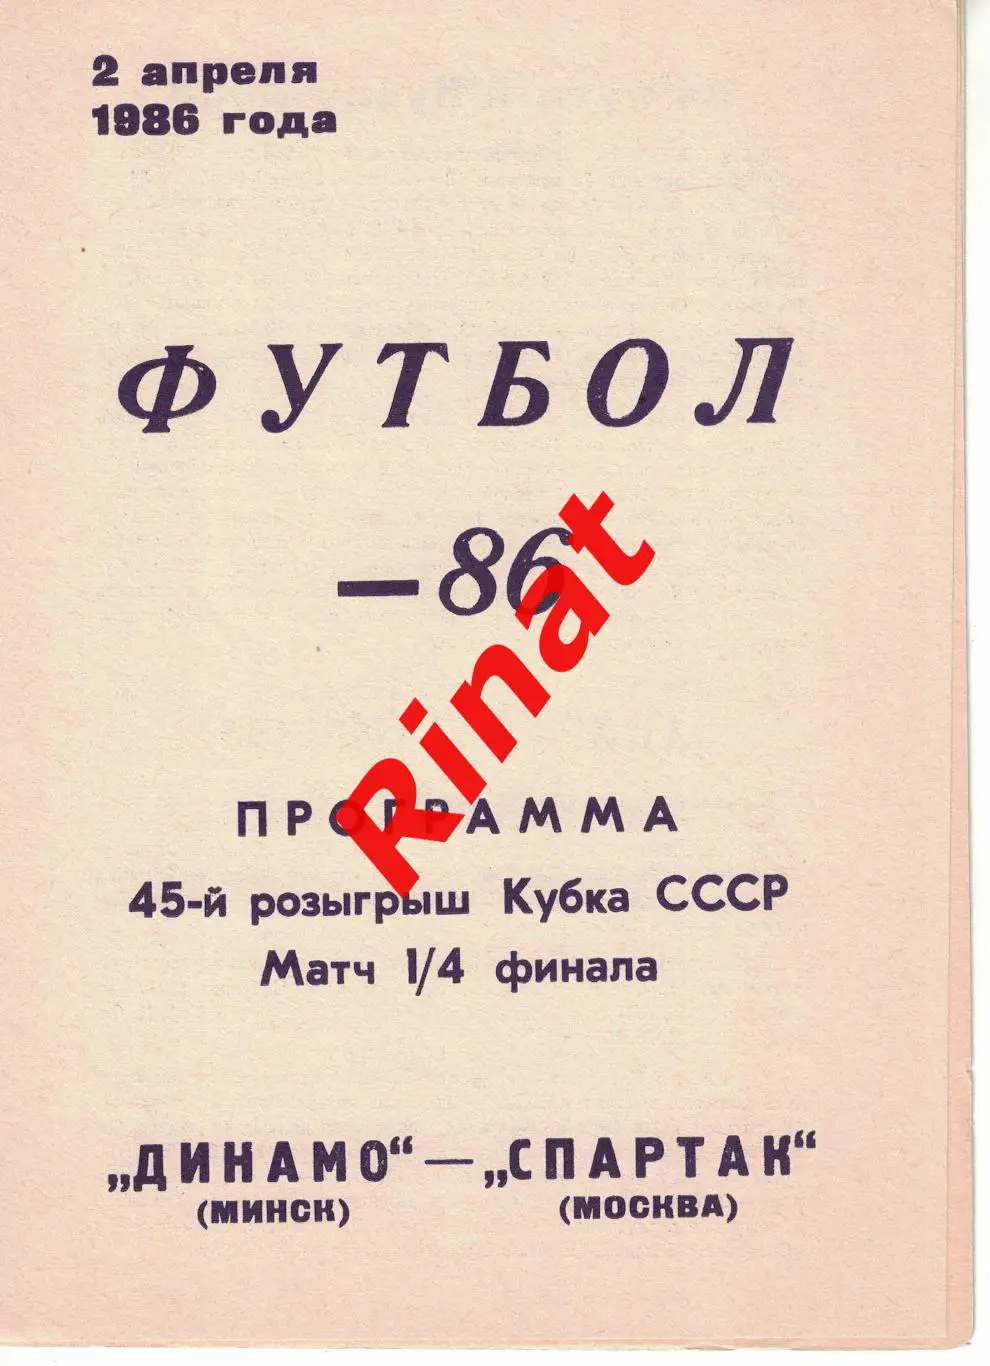 2 апреля
1986 года
ФУТБОЛ
—86
Rinat
ПРОГРАММА
45-й розыгрыш Кубка СССР
Матч 1/4 финала
„ДИНАМО“ — „СПАРТАК“
(МИНСК) (МОСКВА)